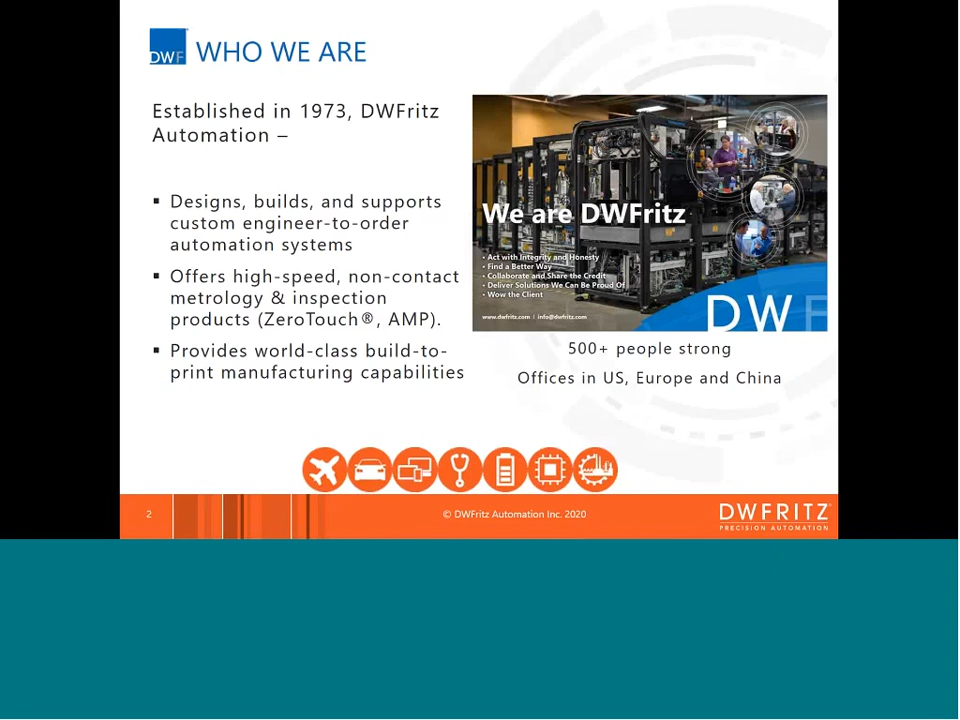 DWF WHO WE ARE
Established in 1973, DWFritz
Automation –
▪ Designs, builds, and supports
custom engineer-to-order
automation systems
▪ Offers high-speed, non-contact
metrology & inspection
products (ZeroTouch®, AMP).
▪ Provides world-class build-to-
print manufacturing capabilities
We are DWFritz
• Act with Integrity and Honesty
• Find a Better Way
• Collaborate and Share the Credit
• Deliver Solutions We Can Be Proud Of
• Wow the Client
www.dwfritz.com / info@dwfritz.com
DWF
500+ people strong
Offices in US, Europe and China
2
© DWFritz Automation Inc. 2020
DWFRITZ
PRECISION AUTOMATION